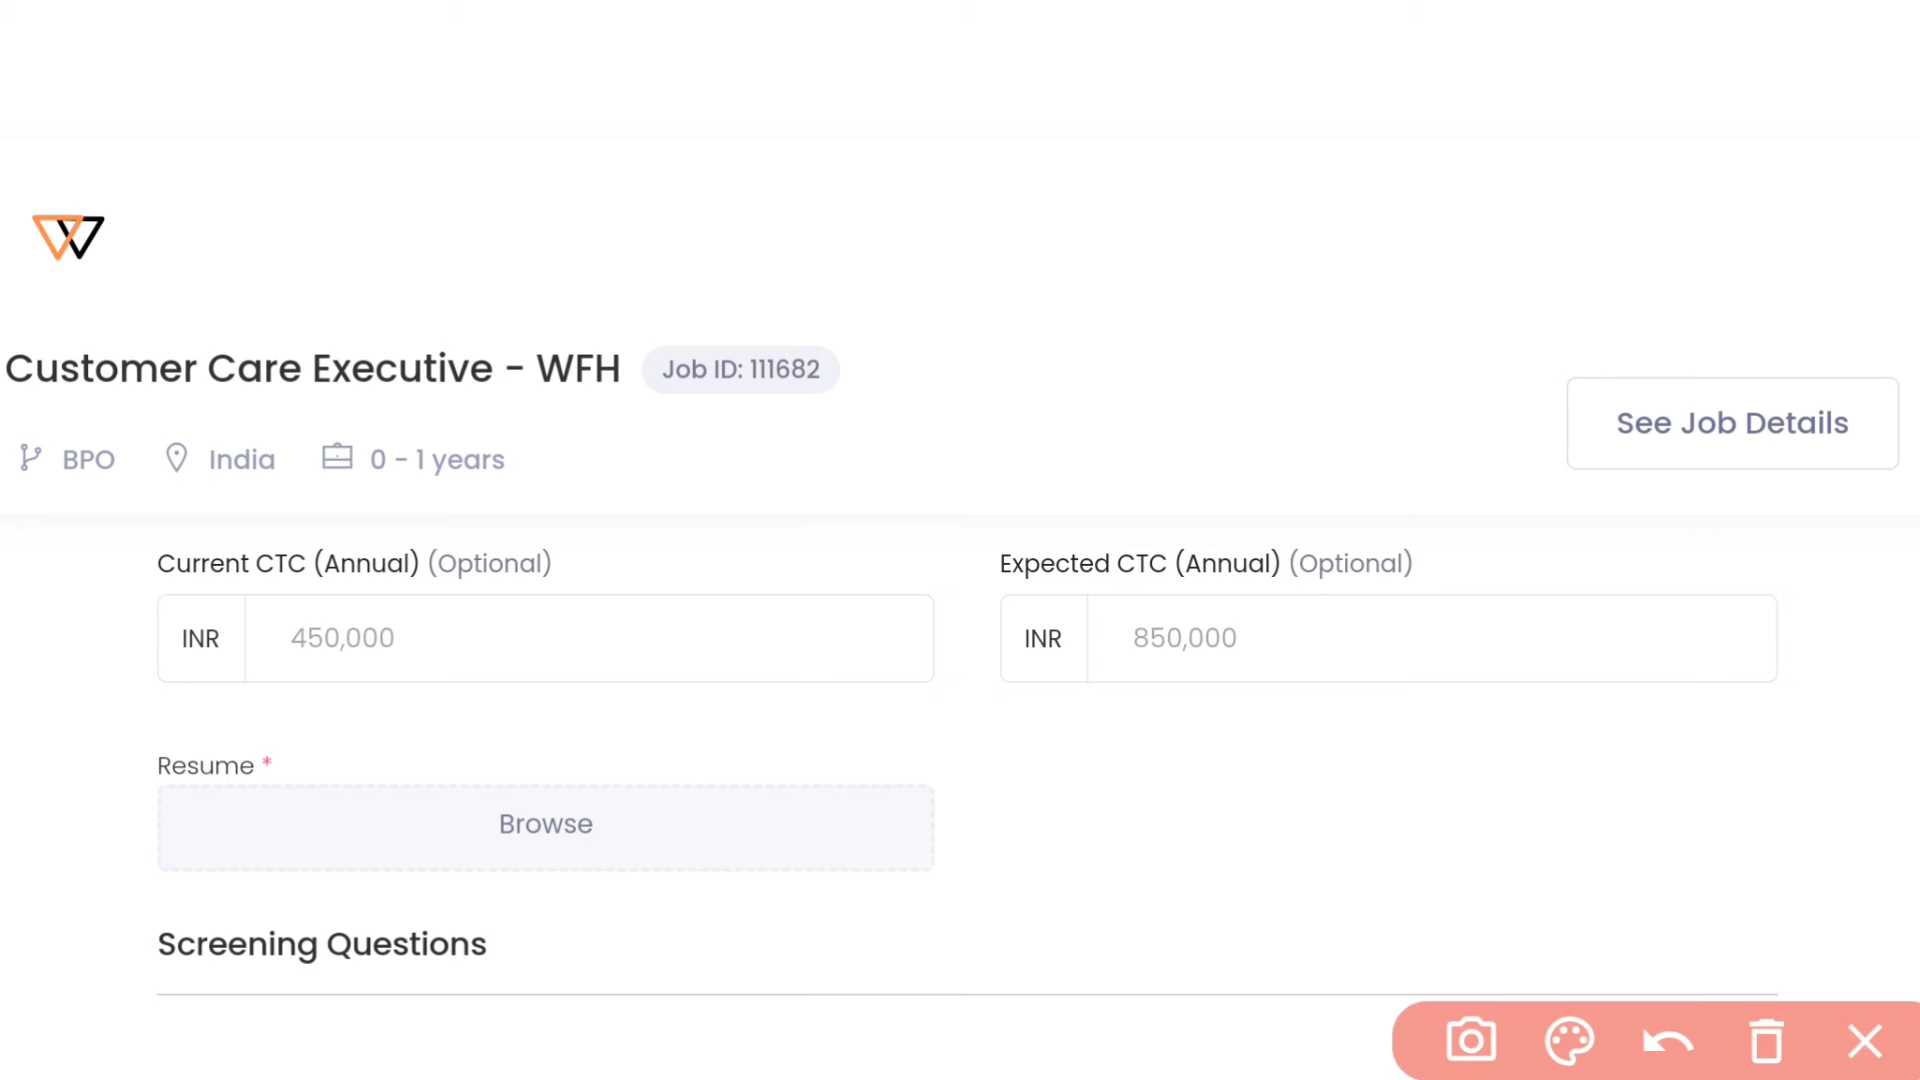 Customer Care Executive - WFH Job ID: 111682
See Job Details
BPO India 0 - 1 years
Current CTC (Annual) (Optional) Expected CTC (Annual) (Optional)
INR 450,000 INR 850,000
Resume *
Browse
Screening Questions